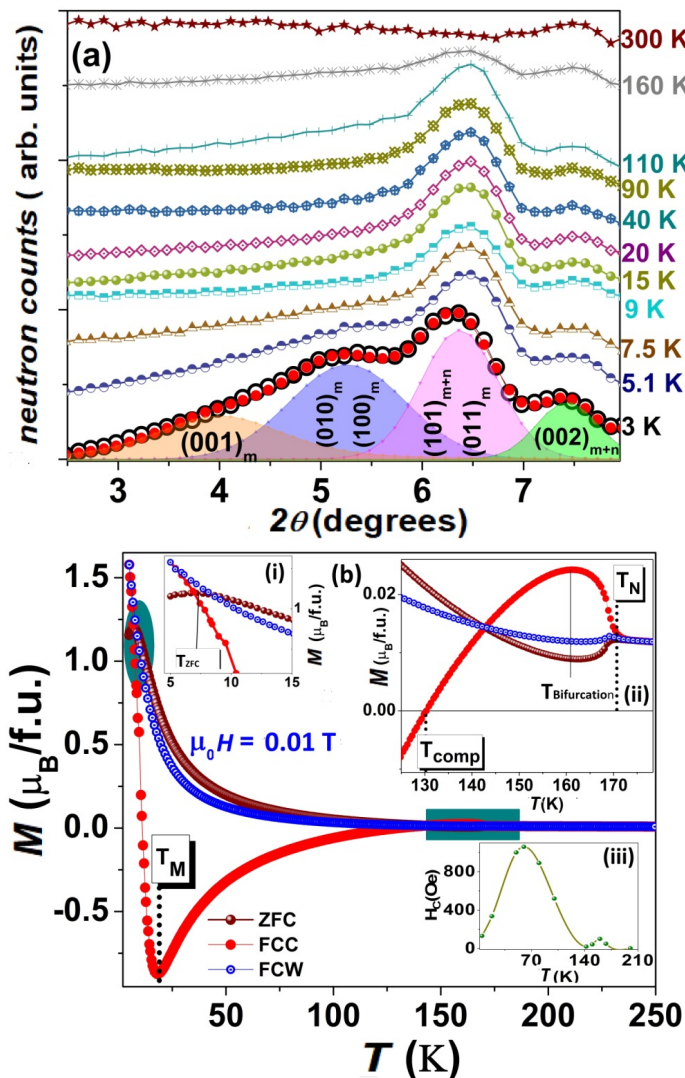 (a)
neutron counts ( arb. units)
300 K
160 K
110 K
90 K
40 K
20 K
15 K
9 K
7.5 K
5.1 K
3 K
(001)m
(010)m
(100)m
(101)m+n
(011)m
(002)m+n
3 4 5 6 7
2θ (degrees)
(b)
M (μB/f.u.)
1.5
1.0
0.5
0.0
-0.5
μ0H = 0.01 T
TM
ZFC
FCC
FCW
50 100 150 200 250
T (K)
(i)
TZFC
5 10 15
1
M (μB/f.u.)
(ii)
0.02
0.00
TN
TBifurcation
Tcomp
130 140 150 160 170
T(K)
M (μB/f.u.)
(iii)
HC(Oe)
800
400
0
70 140 210
T(K)